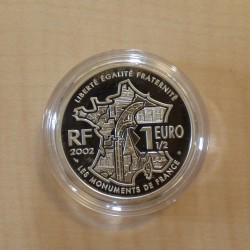 LIBERTÉ ÉGALITÉ FRATERNITÉ
RF
2002
1 EURO
1/2
LES MONUMENTS DE FRANCE